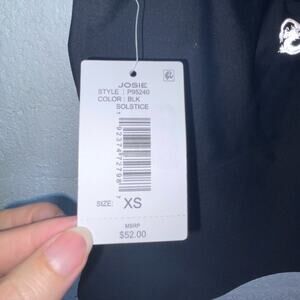 JOSIE
STYLE : P95240
COLOR : BLK
SOLSTICE
SIZE: XS
MSRP
$52.00